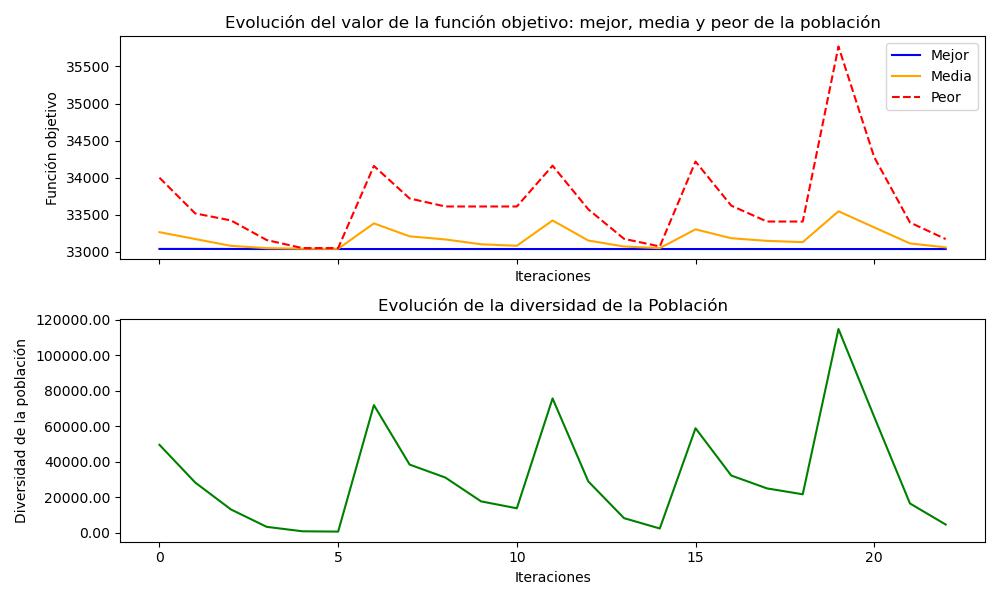 Evolución del valor de la función objetivo: mejor, media y peor de la población
Función objetivo
35500
35000
34500
34000
33500
33000
Mejor
Media
Peor
Iteraciones
Evolución de la diversidad de la Población
Diversidad de la población
120000.00
100000.00
80000.00
60000.00
40000.00
20000.00
0.00
0 5 10 15 20
Iteraciones